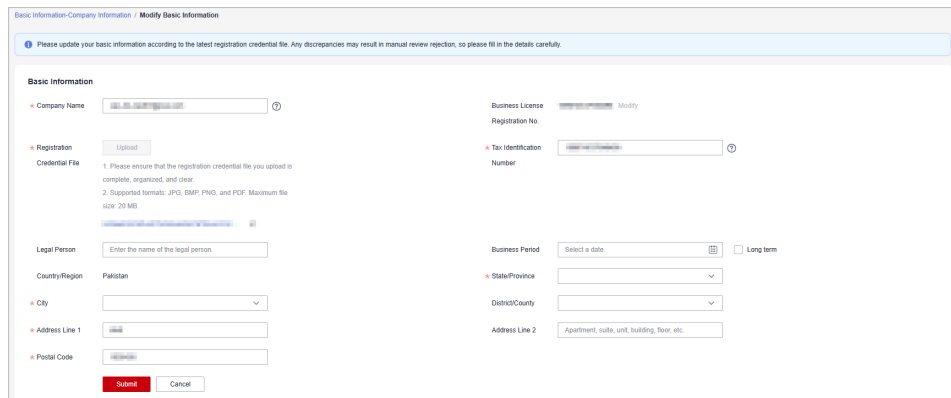 Basic Information-Company Information / Modify Basic Information
Please update your basic information according to the latest registration credential file. Any discrepancies may result in manual review rejection, so please fill in the details carefully.
Basic Information
* Company Name
Business License Registration No.
Modify
* Registration Credential File
Upload
1. Please ensure that the registration credential file you upload is
complete, organized, and clear.
2. Supported formats: JPG, BMP, PNG, and PDF. Maximum file
size: 20 MB.
* Tax Identification Number
Legal Person
Enter the name of the legal person.
Business Period
Select a date.
Long term
Country/Region
Pakistan
* State/Province
* City
District/County
* Address Line 1
Address Line 2
Apartment, suite, unit, building, floor, etc.
* Postal Code
Submit
Cancel